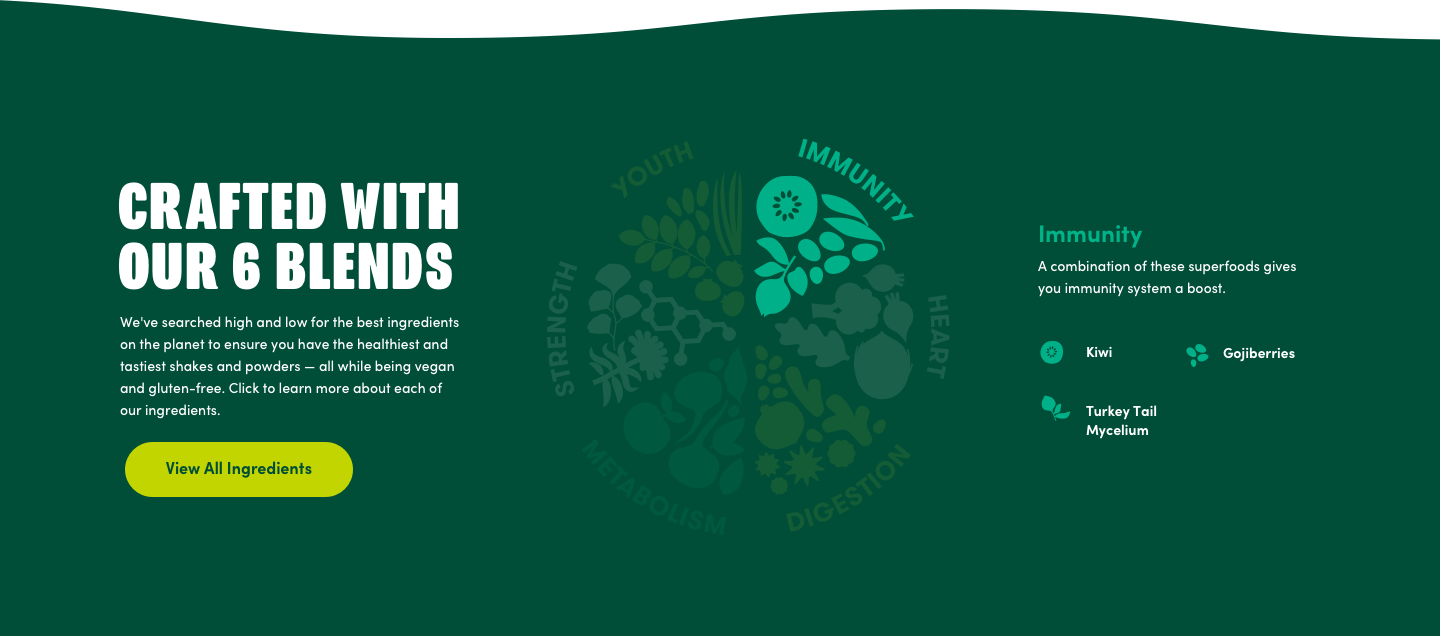 CRAFTED WITH
OUR 6 BLENDS
We've searched high and low for the best ingredients
on the planet to ensure you have the healthiest and
tastiest shakes and powders — all while being vegan
and gluten-free. Click to learn more about each of
our ingredients.
View All Ingredients
YOUTH
IMMUNITY
STRENGTH
HEART
METABOLISM
DIGESTION
Immunity
A combination of these superfoods gives
you immunity system a boost.
Kiwi
Gojiberries
Turkey Tail
Mycelium